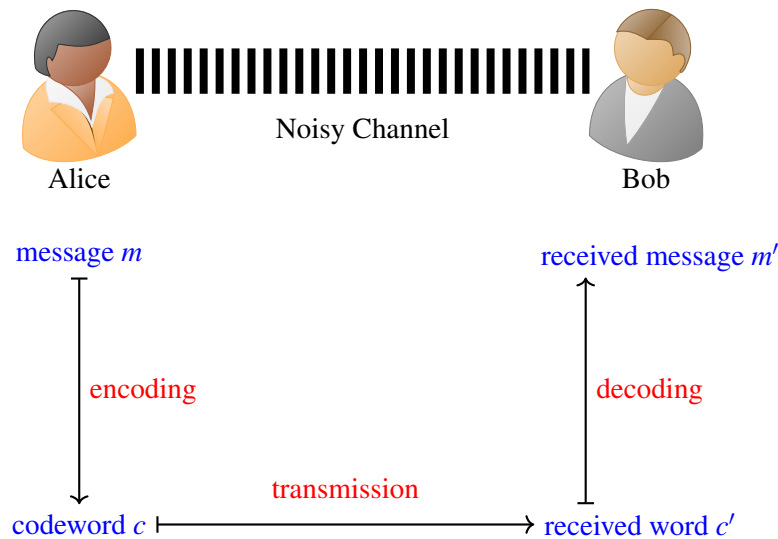 Noisy Channel
Alice
Bob
message m
received message m′
encoding
decoding
transmission
codeword c
received word c′